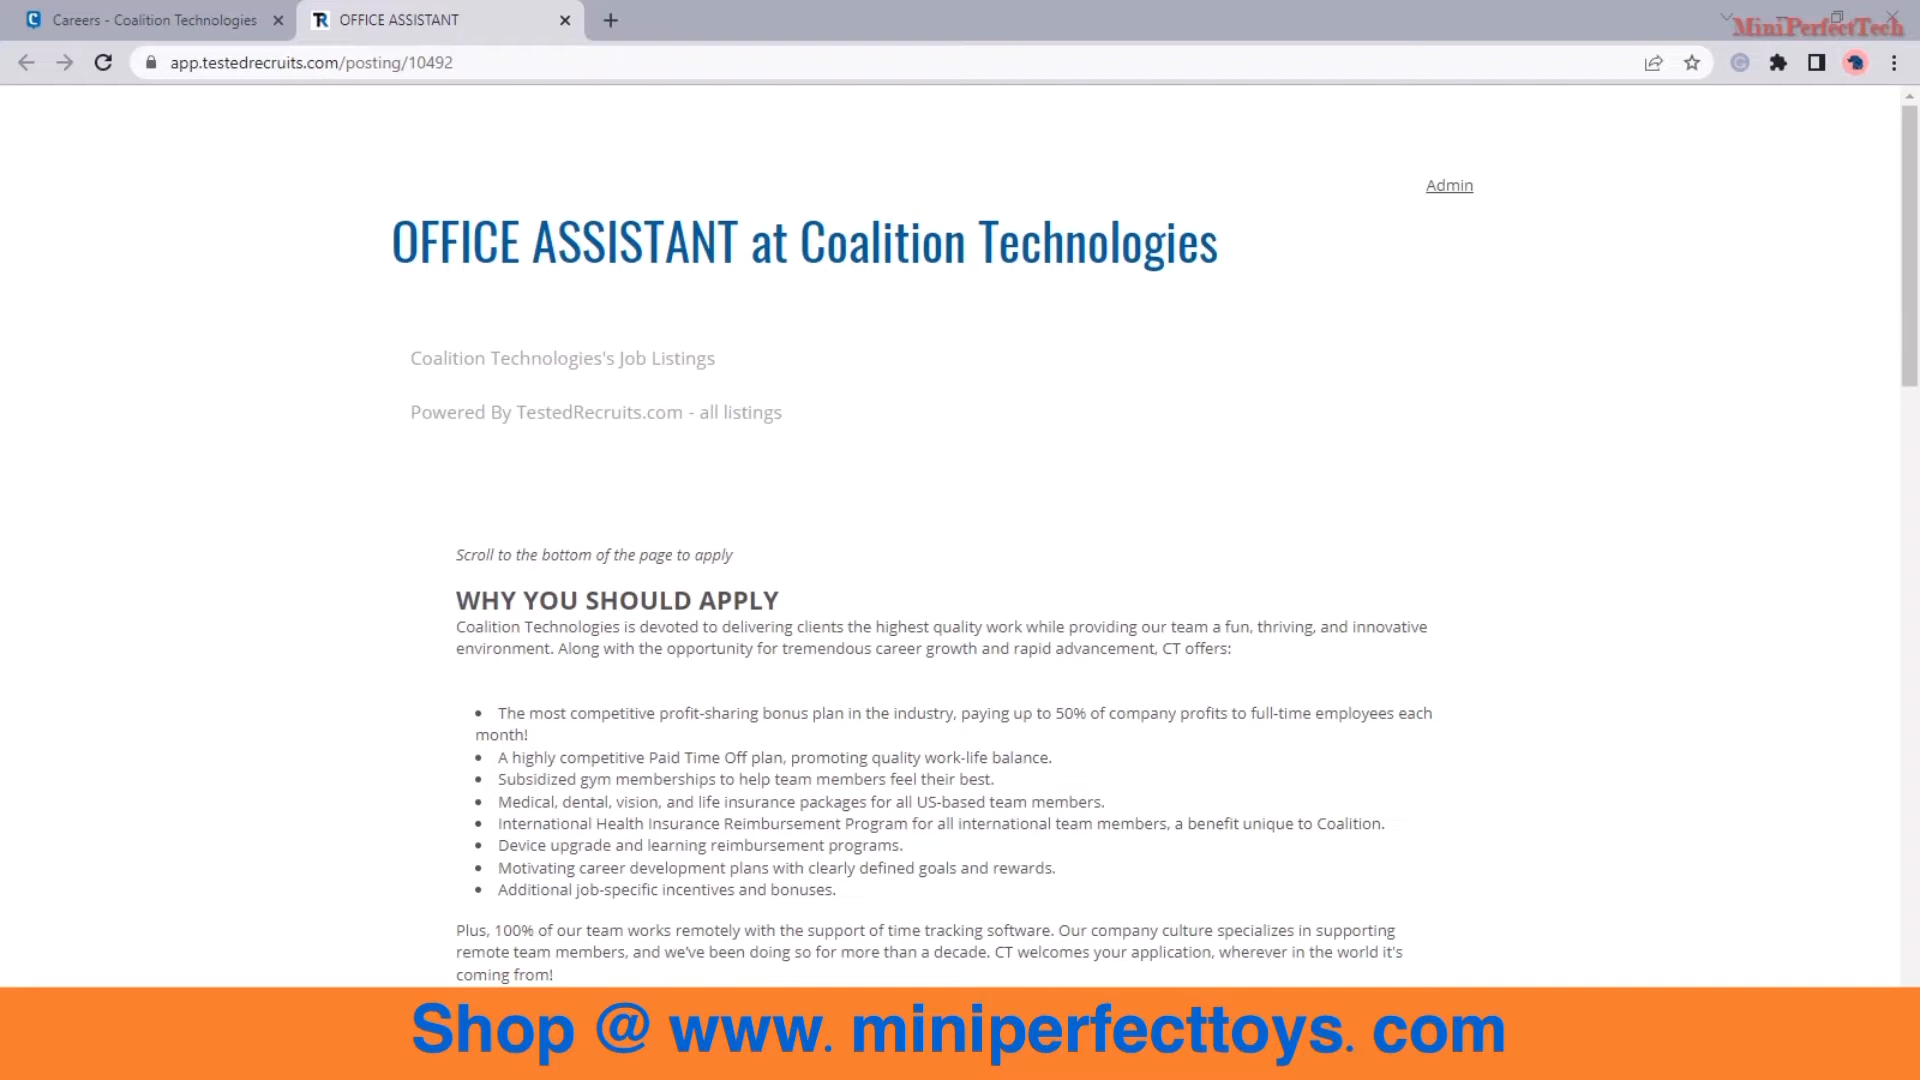 Careers - Coalition Technologies
OFFICE ASSISTANT
MiniPerfectTech
app.testedrecruits.com/posting/10492
Admin
OFFICE ASSISTANT at Coalition Technologies
Coalition Technologies's Job Listings
Powered By TestedRecruits.com - all listings
Scroll to the bottom of the page to apply
WHY YOU SHOULD APPLY
Coalition Technologies is devoted to delivering clients the highest quality work while providing our team a fun, thriving, and innovative
environment. Along with the opportunity for tremendous career growth and rapid advancement, CT offers:
• The most competitive profit-sharing bonus plan in the industry, paying up to 50% of company profits to full-time employees each
month!
• A highly competitive Paid Time Off plan, promoting quality work-life balance.
• Subsidized gym memberships to help team members feel their best.
• Medical, dental, vision, and life insurance packages for all US-based team members.
• International Health Insurance Reimbursement Program for all international team members, a benefit unique to Coalition.
• Device upgrade and learning reimbursement programs.
• Motivating career development plans with clearly defined goals and rewards.
• Additional job-specific incentives and bonuses.
Plus, 100% of our team works remotely with the support of time tracking software. Our company culture specializes in supporting
remote team members, and we've been doing so for more than a decade. CT welcomes your application, wherever in the world it's
coming from!
Shop @ www. miniperfecttoys. com